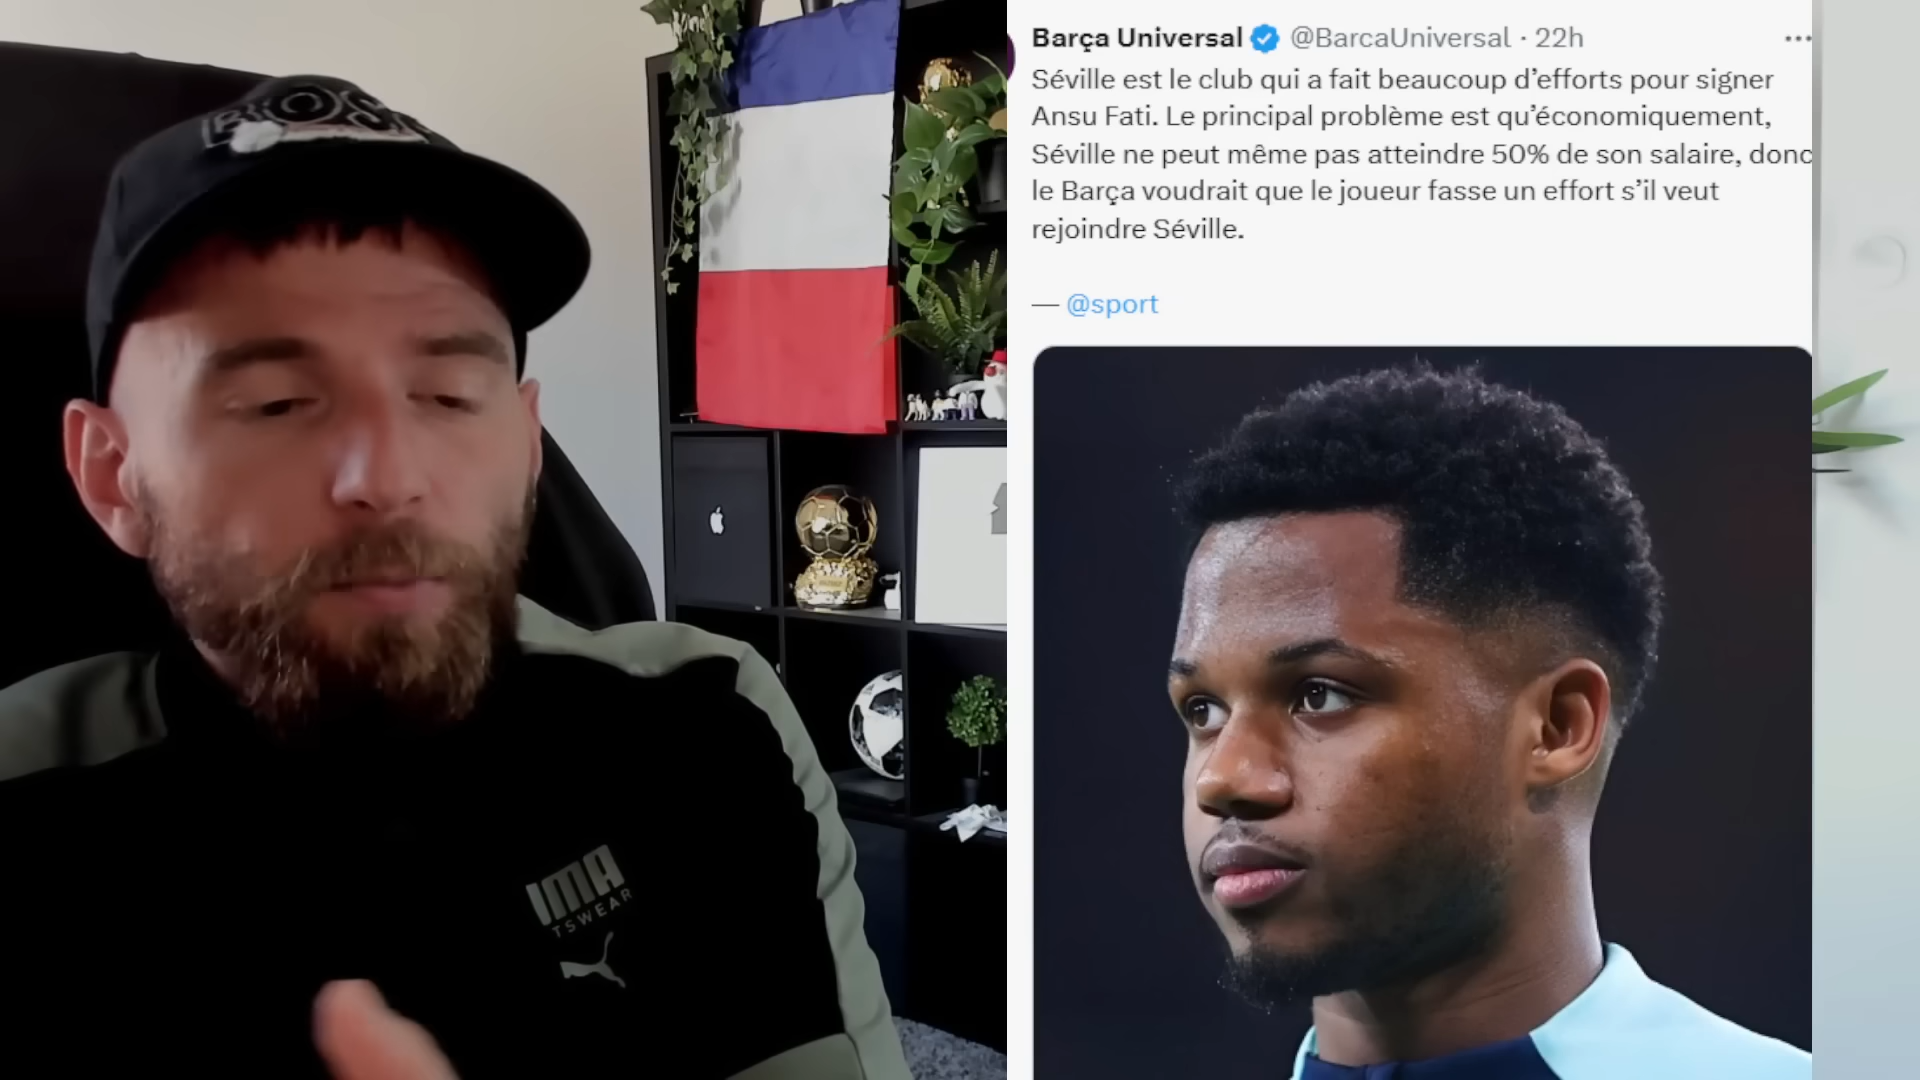 BOS
IMA
TSWEAR
Barça Universal @BarcaUniversal · 22h
Séville est le club qui a fait beaucoup d’efforts pour signer
Ansu Fati. Le principal problème est qu’économiquement,
Séville ne peut même pas atteindre 50% de son salaire, donc
le Barça voudrait que le joueur fasse un effort s’il veut
rejoindre Séville.
— @sport